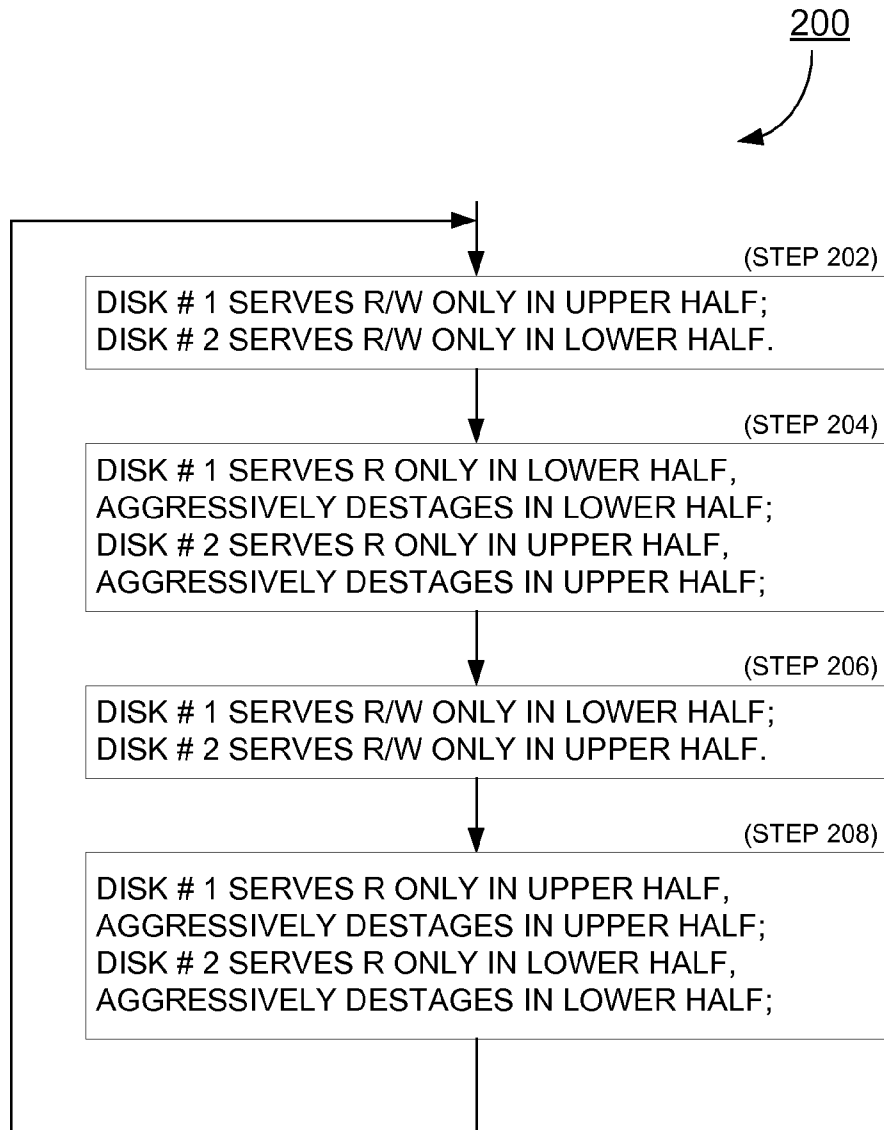 200
(STEP 202)
DISK # 1 SERVES R/W ONLY IN UPPER HALF;
DISK # 2 SERVES R/W ONLY IN LOWER HALF.
(STEP 204)
DISK # 1 SERVES R ONLY IN LOWER HALF,
AGGRESSIVELY DESTAGES IN LOWER HALF;
DISK # 2 SERVES R ONLY IN UPPER HALF,
AGGRESSIVELY DESTAGES IN UPPER HALF;
(STEP 206)
DISK # 1 SERVES R/W ONLY IN LOWER HALF;
DISK # 2 SERVES R/W ONLY IN UPPER HALF.
(STEP 208)
DISK # 1 SERVES R ONLY IN UPPER HALF,
AGGRESSIVELY DESTAGES IN UPPER HALF;
DISK # 2 SERVES R ONLY IN LOWER HALF,
AGGRESSIVELY DESTAGES IN LOWER HALF;